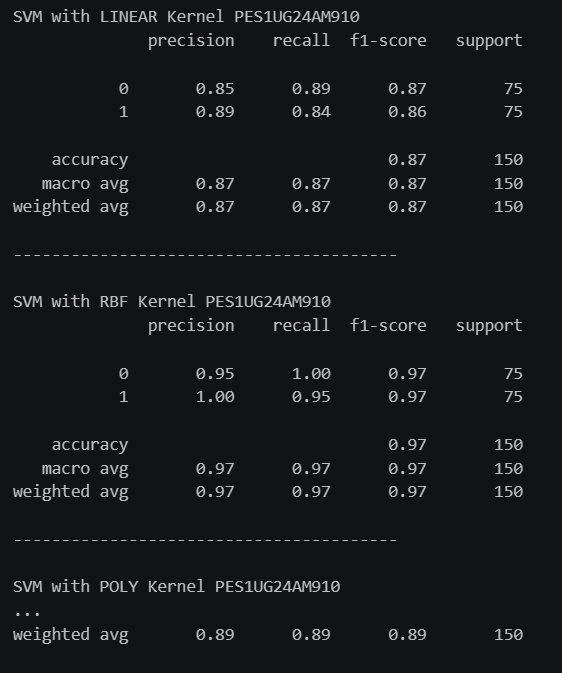 SVM with LINEAR Kernel PES1UG24AM910
precision recall f1-score support
0 0.85 0.89 0.87 75
1 0.89 0.84 0.86 75
accuracy 0.87 150
macro avg 0.87 0.87 0.87 150
weighted avg 0.87 0.87 0.87 150
----------------------------------------
SVM with RBF Kernel PES1UG24AM910
precision recall f1-score support
0 0.95 1.00 0.97 75
1 1.00 0.95 0.97 75
accuracy 0.97 150
macro avg 0.97 0.97 0.97 150
weighted avg 0.97 0.97 0.97 150
----------------------------------------
SVM with POLY Kernel PES1UG24AM910
...
weighted avg 0.89 0.89 0.89 150